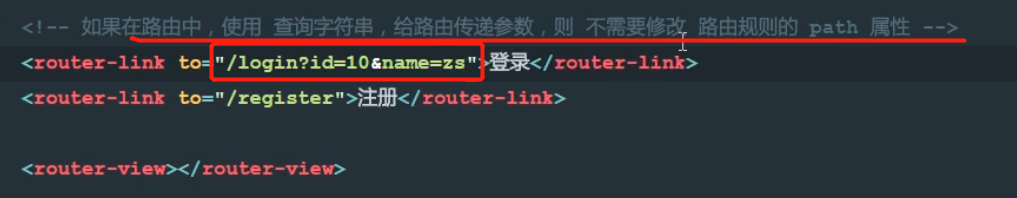 <!-- 如果在路由中，使用 查询字符串，给路由传递参数，则 不需要修改 路由规则的 path 属性 -->
<router-link to="/login?id=10&name=zs">登录</router-link>
<router-link to="/register">注册</router-link>
<router-view></router-view>